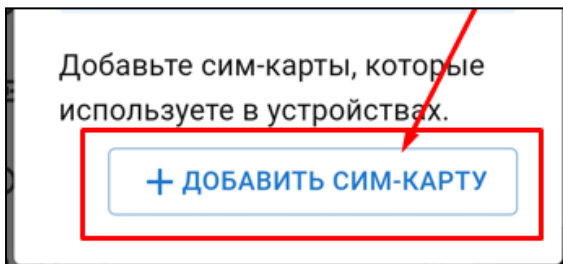 Добавьте сим-карты, которые
используете в устройствах.
+ ДОБАВИТЬ СИМ-КАРТУ